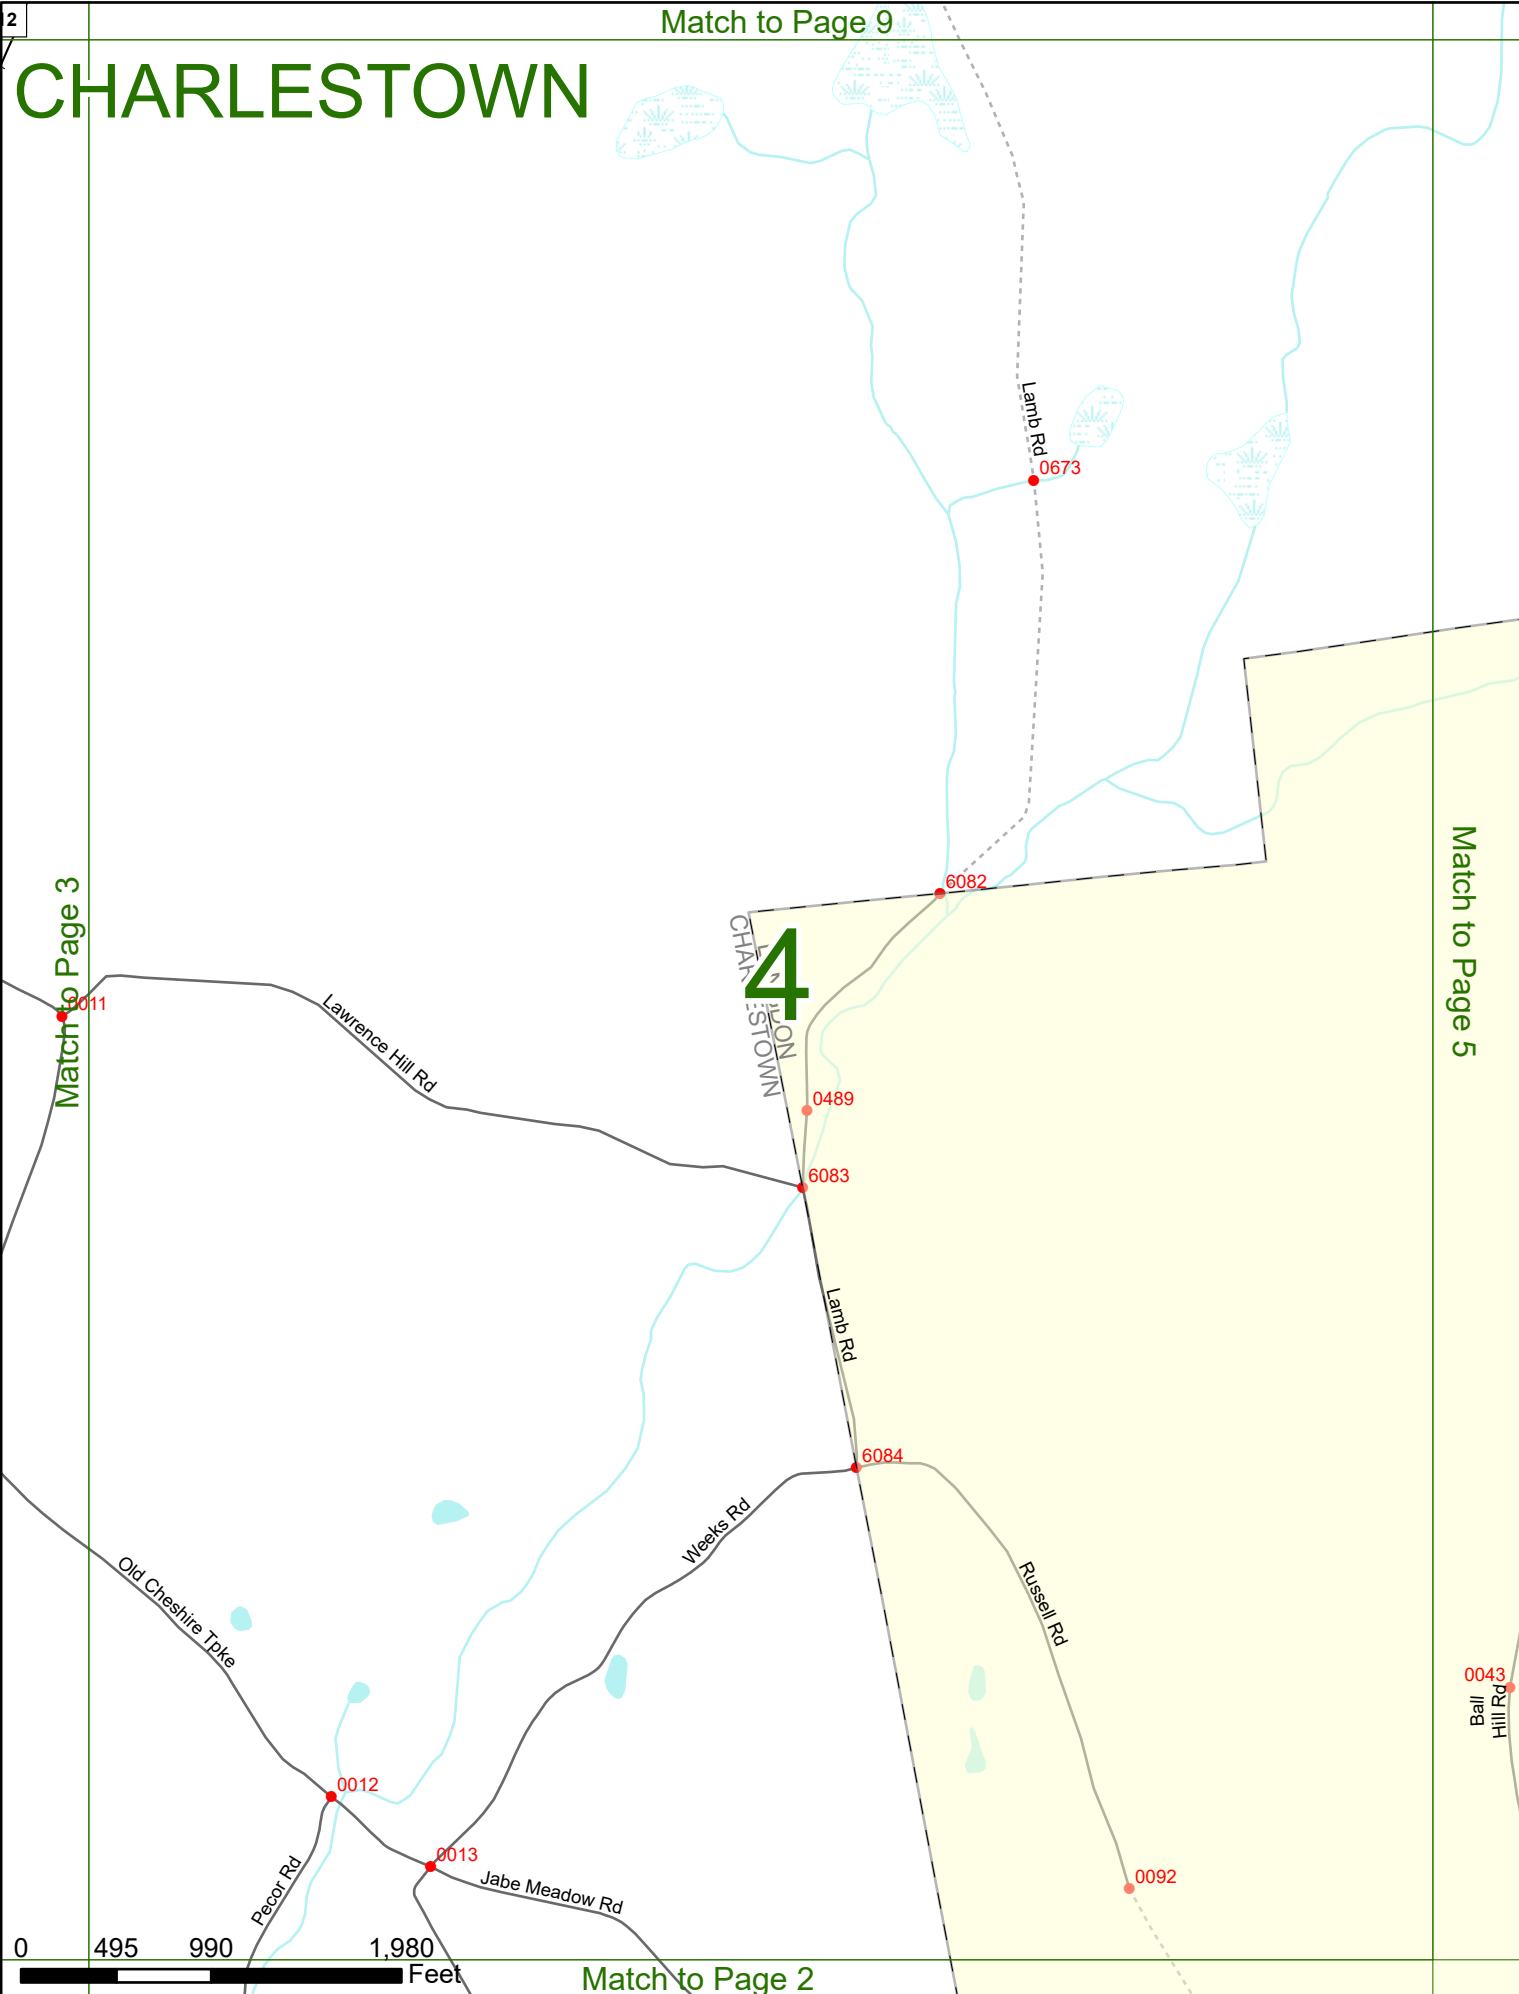 12
Match to Page 9
CHARLESTOWN
Lamb Rd
0673
6082
Match to Page 3
Match to Page 5
4
CHARLESTOWN
0011
Lawrence Hill Rd
0489
6083
Lamb Rd
6084
Weeks Rd
Old Cheshire Tpke
Russell Rd
0043
Ball
Hill Rd
0012
0013
Pecor Rd
Jabe Meadow Rd
0092
0 495 990 1,980
Feet
Match to Page 2